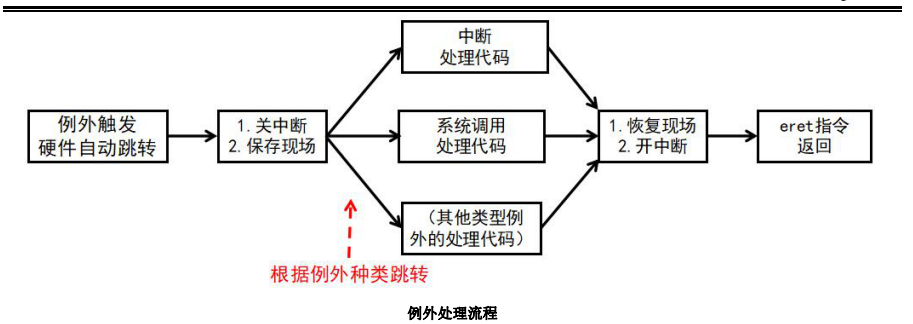 例外触发
硬件自动跳转
1.关中断
2.保存现场
中断
处理代码
系统调用
处理代码
（其他类型例
外的处理代码）
1.恢复现场
2.开中断
eret指令
返回
根据例外种类跳转
例外处理流程